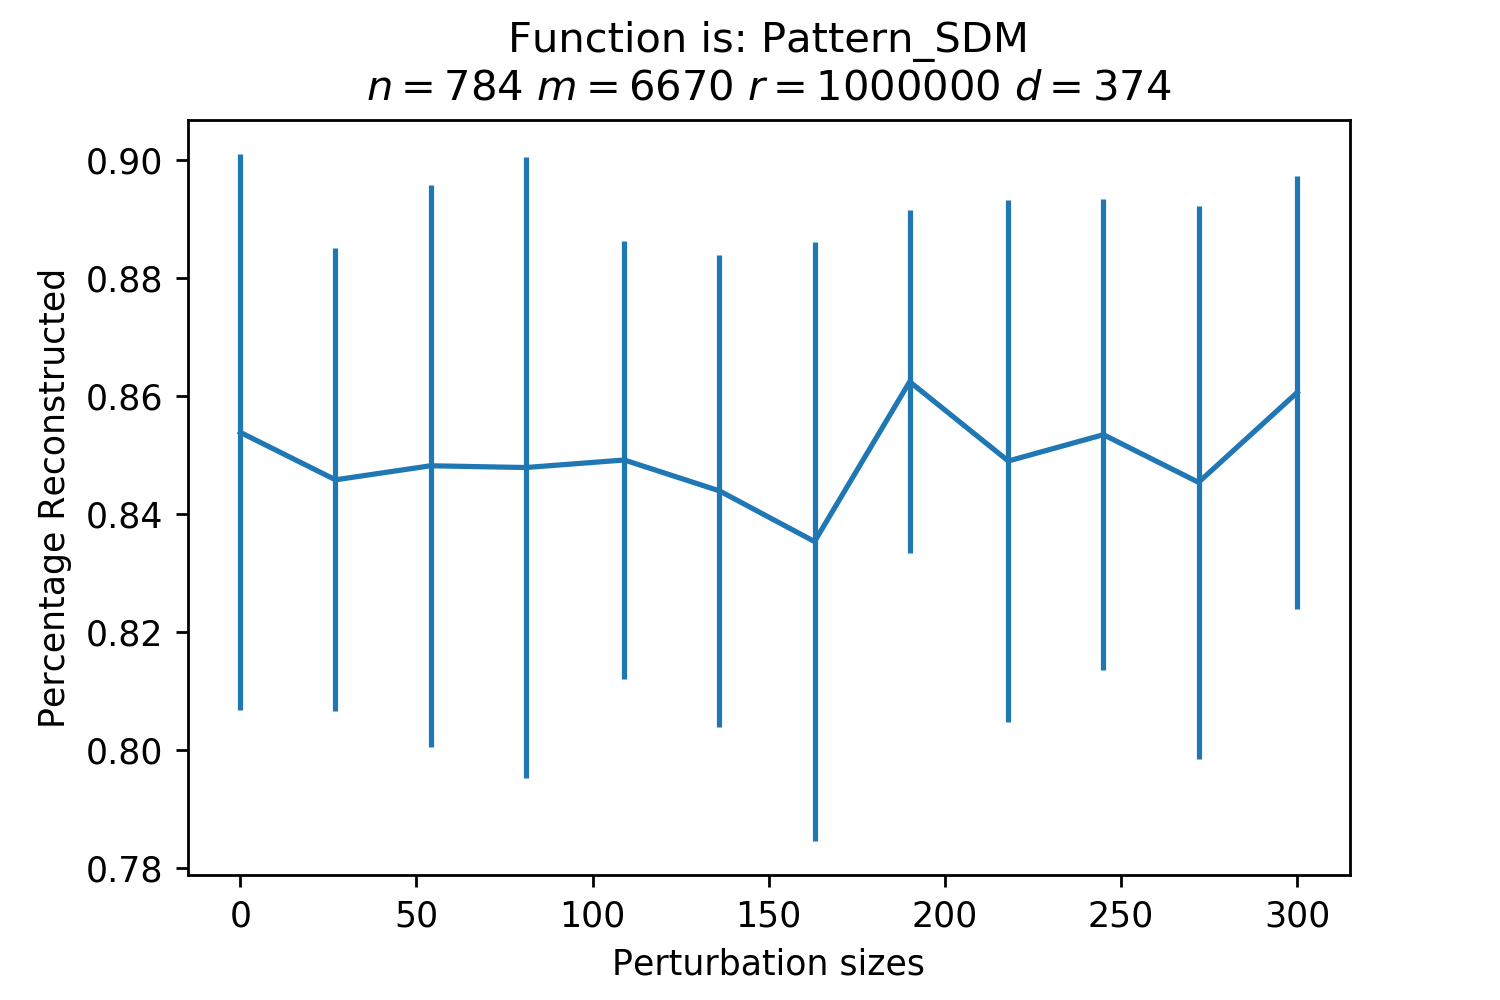 Function is: Pattern_SDM
n = 784 m = 6670 r = 1000000 d = 374
0.90
0.88
0.86
0.84
0.82
0.80
0.78
Percentage Reconstructed
0 50 100 150 200 250 300
Perturbation sizes